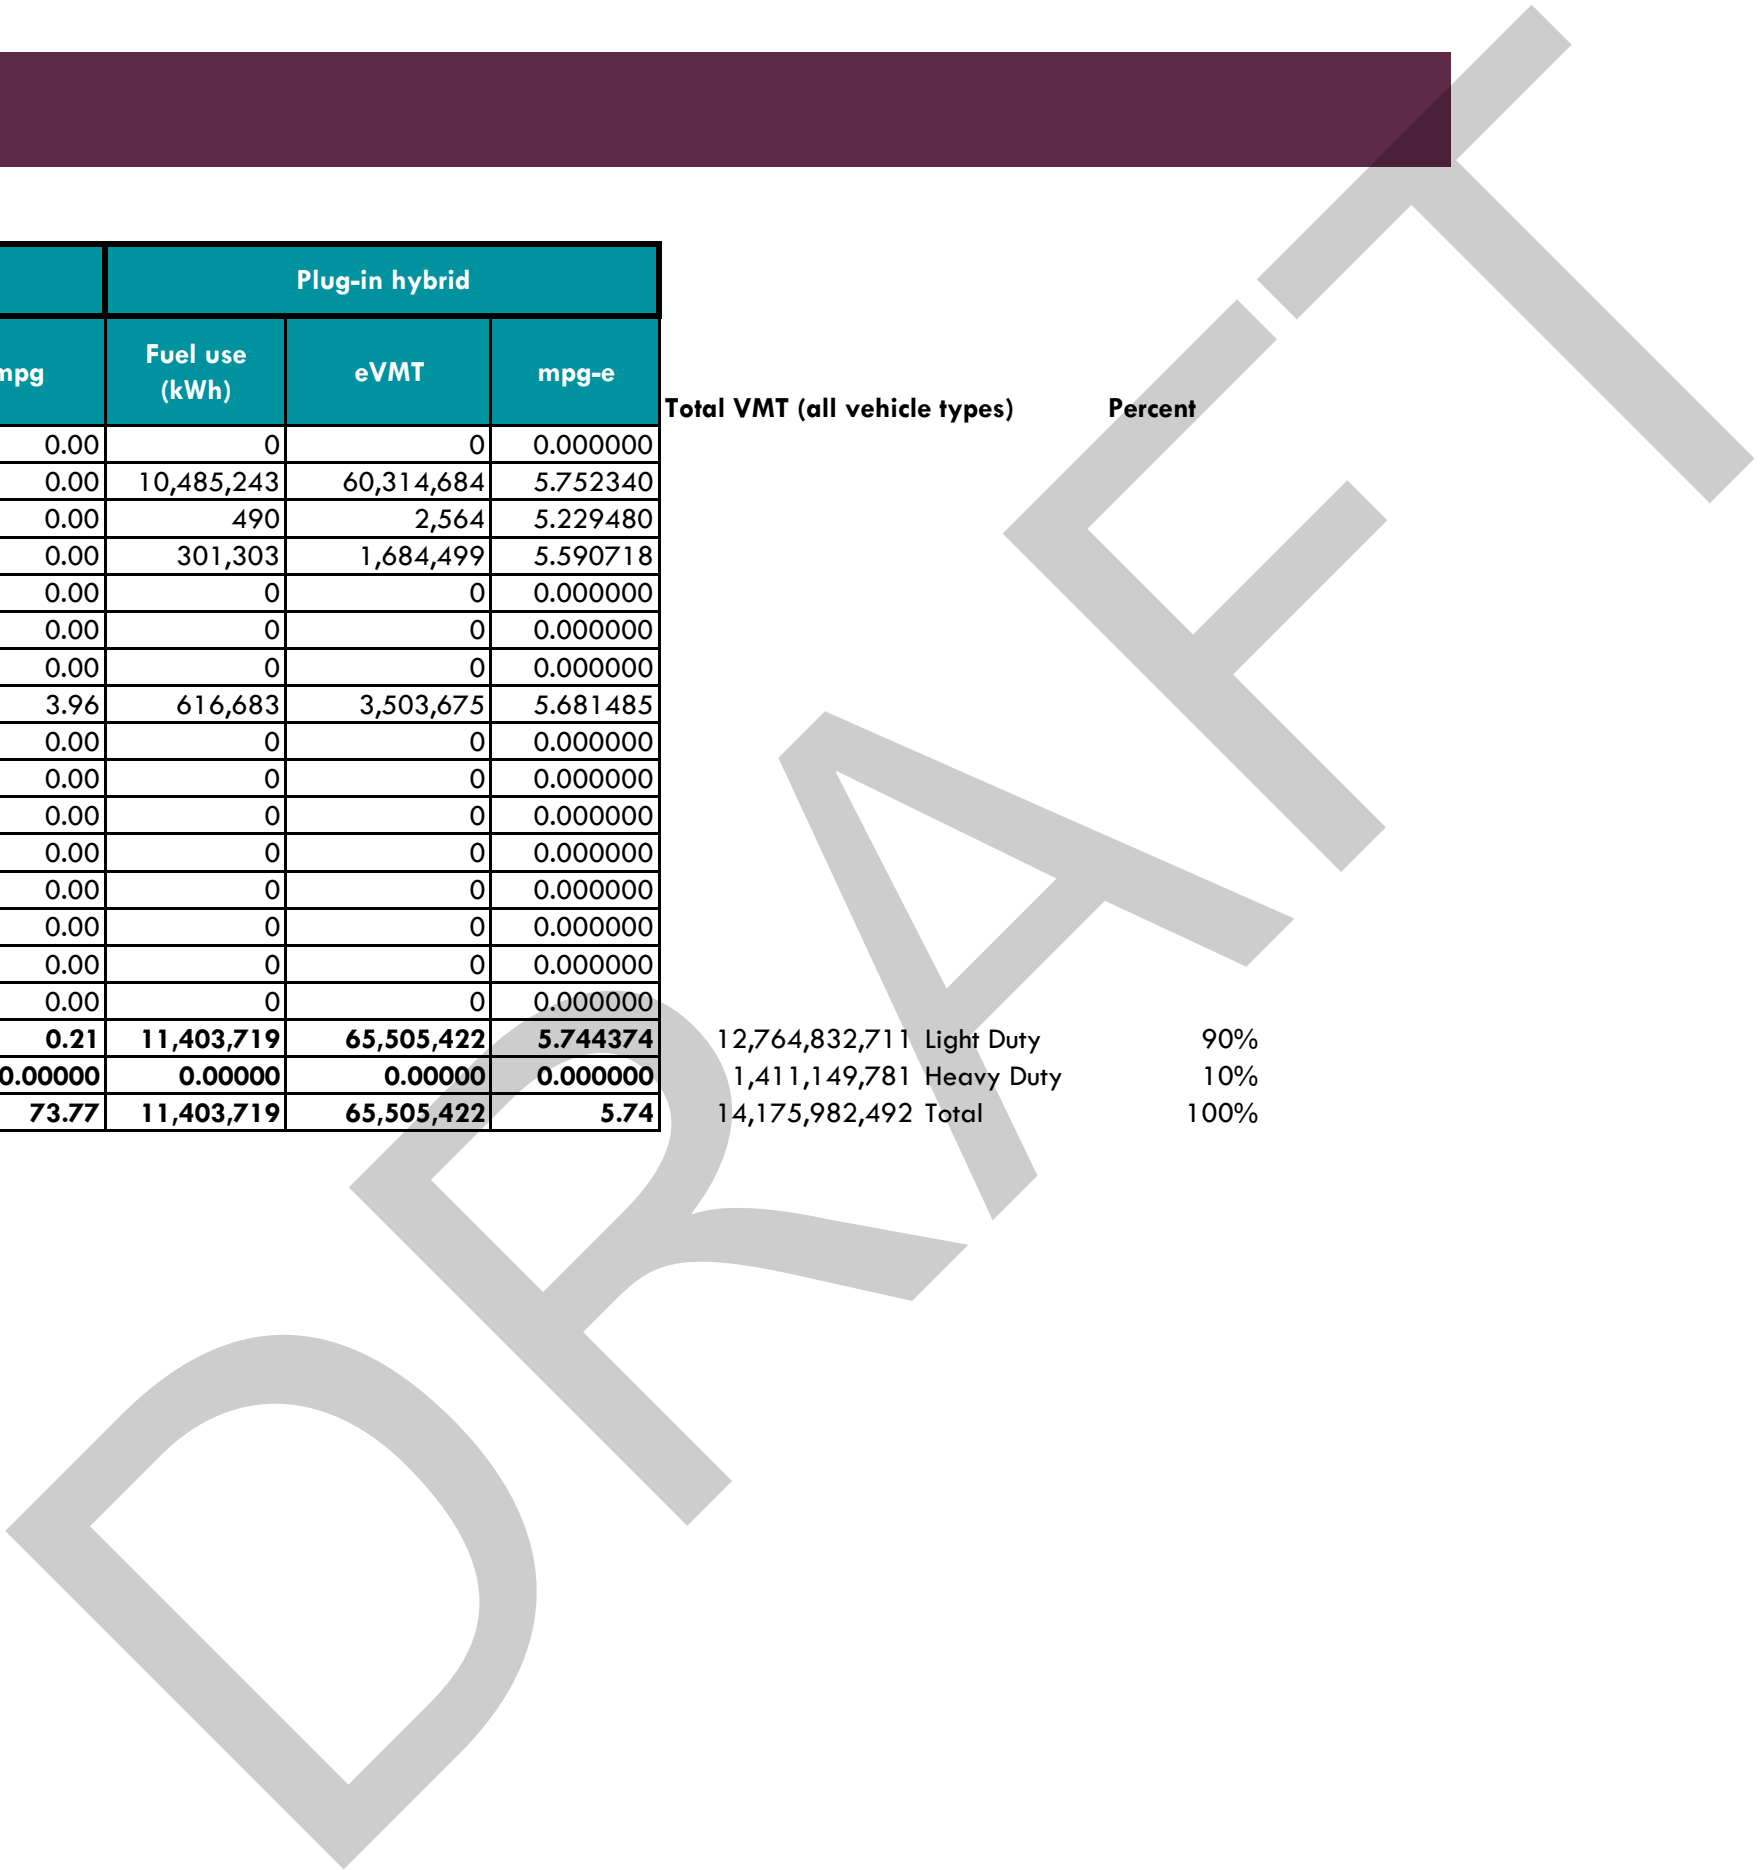 Plug-in hybrid
mpg Fuel use (kWh) eVMT mpg-e Total VMT (all vehicle types) Percent
0.00 0 0 0.000000
0.00 10,485,243 60,314,684 5.752340
0.00 490 2,564 5.229480
0.00 301,303 1,684,499 5.590718
0.00 0 0 0.000000
0.00 0 0 0.000000
0.00 0 0 0.000000
3.96 616,683 3,503,675 5.681485
0.00 0 0 0.000000
0.00 0 0 0.000000
0.00 0 0 0.000000
0.00 0 0 0.000000
0.00 0 0 0.000000
0.00 0 0 0.000000
0.00 0 0 0.000000
0.00 0 0 0.000000
0.21 11,403,719 65,505,422 5.744374 12,764,832,711 Light Duty 90%
0.00000 0.00000 0.00000 0.000000 1,411,149,781 Heavy Duty 10%
73.77 11,403,719 65,505,422 5.74 14,175,982,492 Total 100%
DRAFT